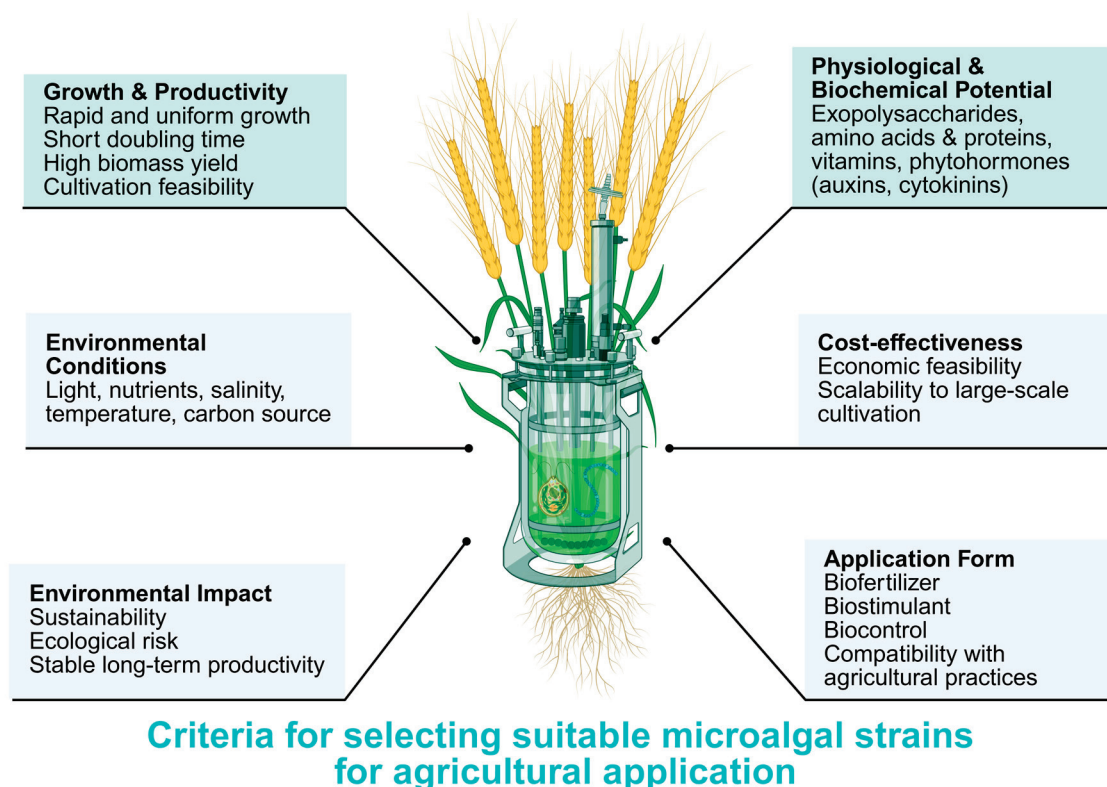 Growth & Productivity
Rapid and uniform growth
Short doubling time
High biomass yield
Cultivation feasibility
Physiological &
Biochemical Potential
Exopolysaccharides,
amino acids & proteins,
vitamins, phytohormones
(auxins, cytokinins)
Environmental
Conditions
Light, nutrients, salinity,
temperature, carbon source
Cost-effectiveness
Economic feasibility
Scalability to large-scale
cultivation
Environmental Impact
Sustainability
Ecological risk
Stable long-term productivity
Application Form
Biofertilizer
Biostimulant
Biocontrol
Compatibility with
agricultural practices
Criteria for selecting suitable microalgal strains
for agricultural application